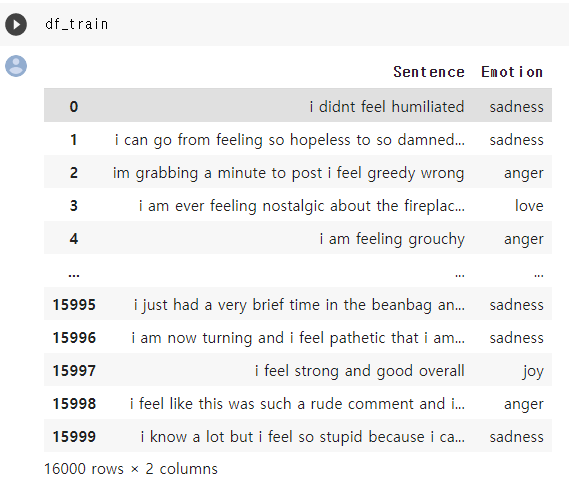 df_train
Sentence Emotion
0 i didnt feel humiliated sadness
1 i can go from feeling so hopeless to so damned... sadness
2 im grabbing a minute to post i feel greedy wrong anger
3 i am ever feeling nostalgic about the fireplac... love
4 i am feeling grouchy anger
... ... ...
15995 i just had a very brief time in the beanbag an... sadness
15996 i am now turning and i feel pathetic that i am... sadness
15997 i feel strong and good overall joy
15998 i feel like this was such a rude comment and i... anger
15999 i know a lot but i feel so stupid because i ca... sadness
16000 rows × 2 columns